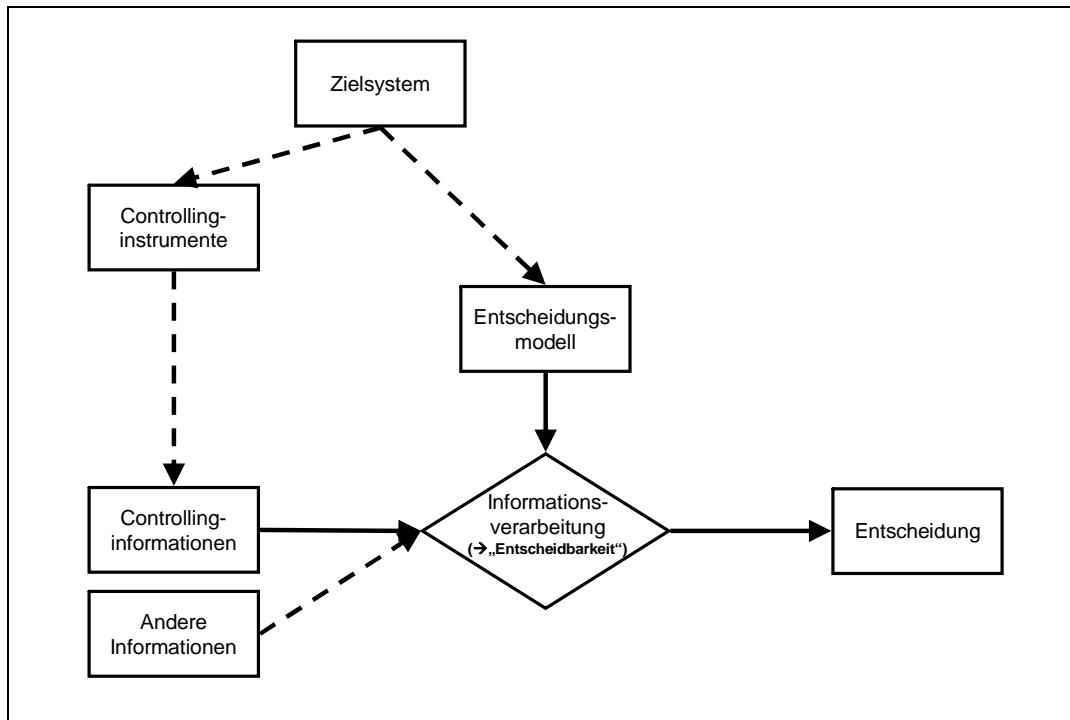 Zielsystem
Controlling-
instrumente
Entscheidungs-
modell
Controlling-
informationen
Informations-
verarbeitung
(→„Entscheidbarkeit“)
Entscheidung
Andere
Informationen